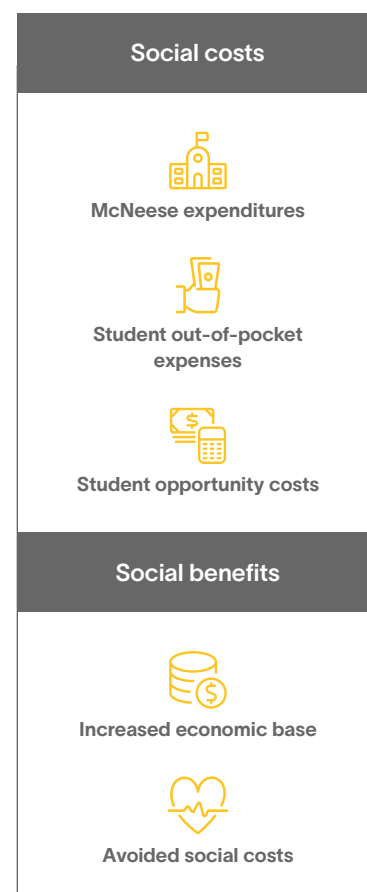 Social costs
McNeese expenditures
Student out-of-pocket
expenses
$
Student opportunity costs
Social benefits
$
Increased economic base
Avoided social costs